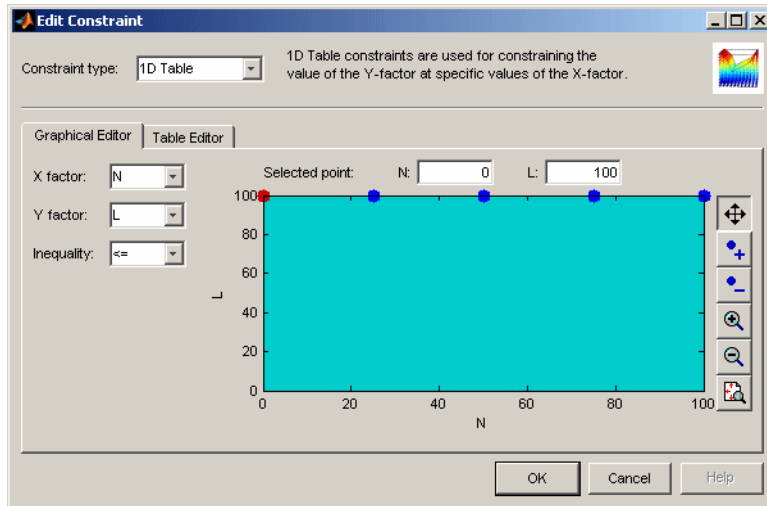 Edit Constraint
Constraint type: 1D Table
1D Table constraints are used for constraining the
value of the Y-factor at specific values of the X-factor.
Graphical Editor Table Editor
X factor: N
Y factor: L
Inequality: <=
Selected point: N: 0 L: 100
100
80
60
40
20
0
L
0 20 40 60 80 100
N
OK Cancel Help